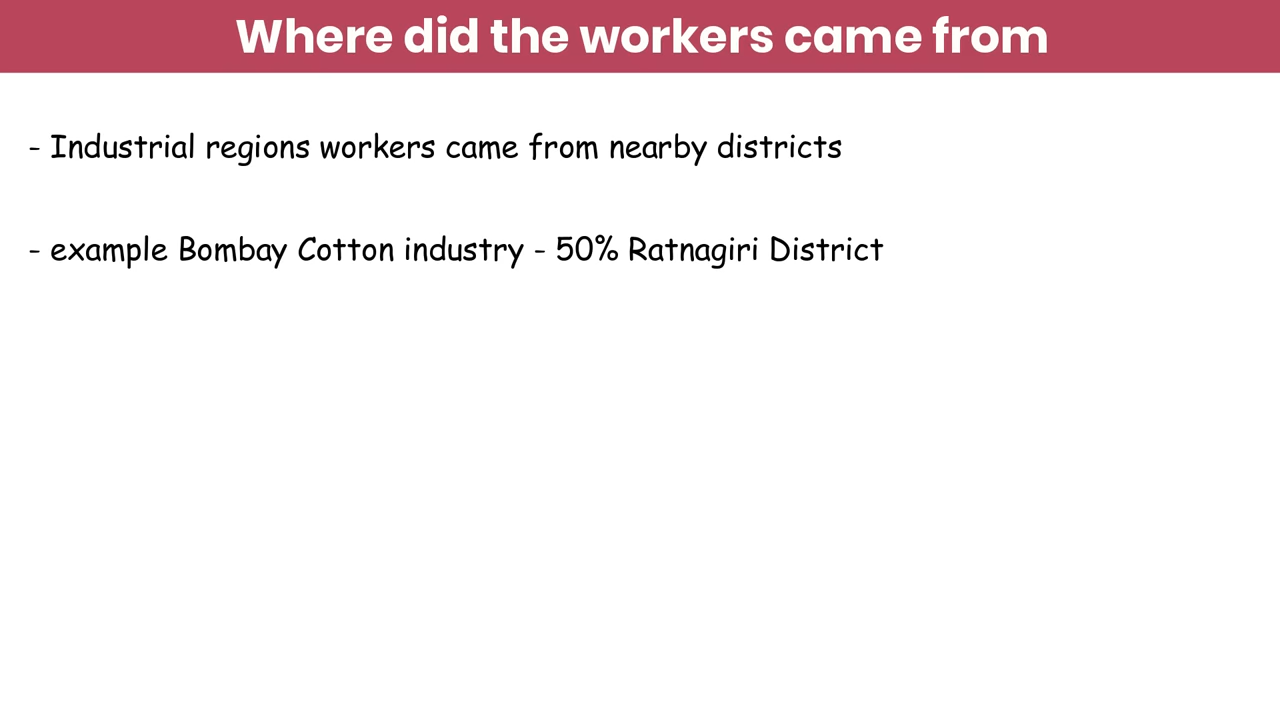 Where did the workers came from
- Industrial regions workers came from nearby districts
- example Bombay Cotton industry - 50% Ratnagiri District